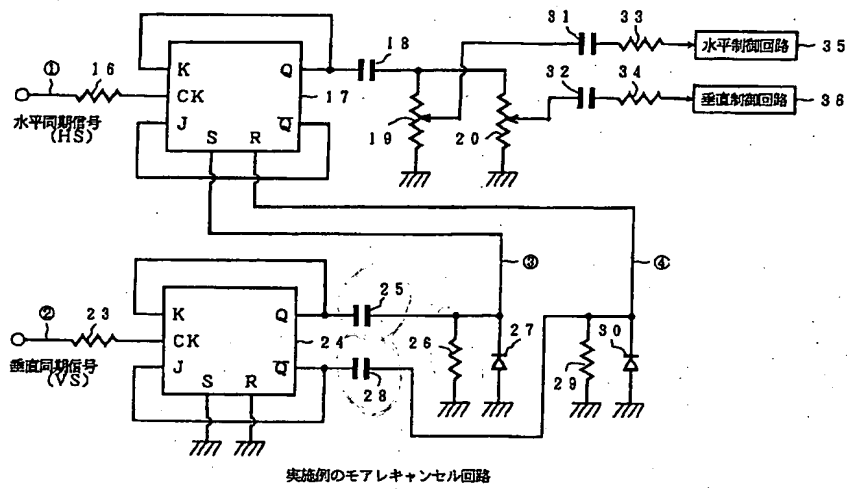 31
33
水平制御回路
35
32
34
垂直制御回路
36
①
16
K
Q
18
CK
17
J
Q̅
S
R
19
20
水平同期信号
(HS)
③
④
②
23
K
Q
25
CK
24
26
27
30
J
Q̅
S
R
28
29
垂直同期信号
(VS)
実施例のモアレキャンセル回路